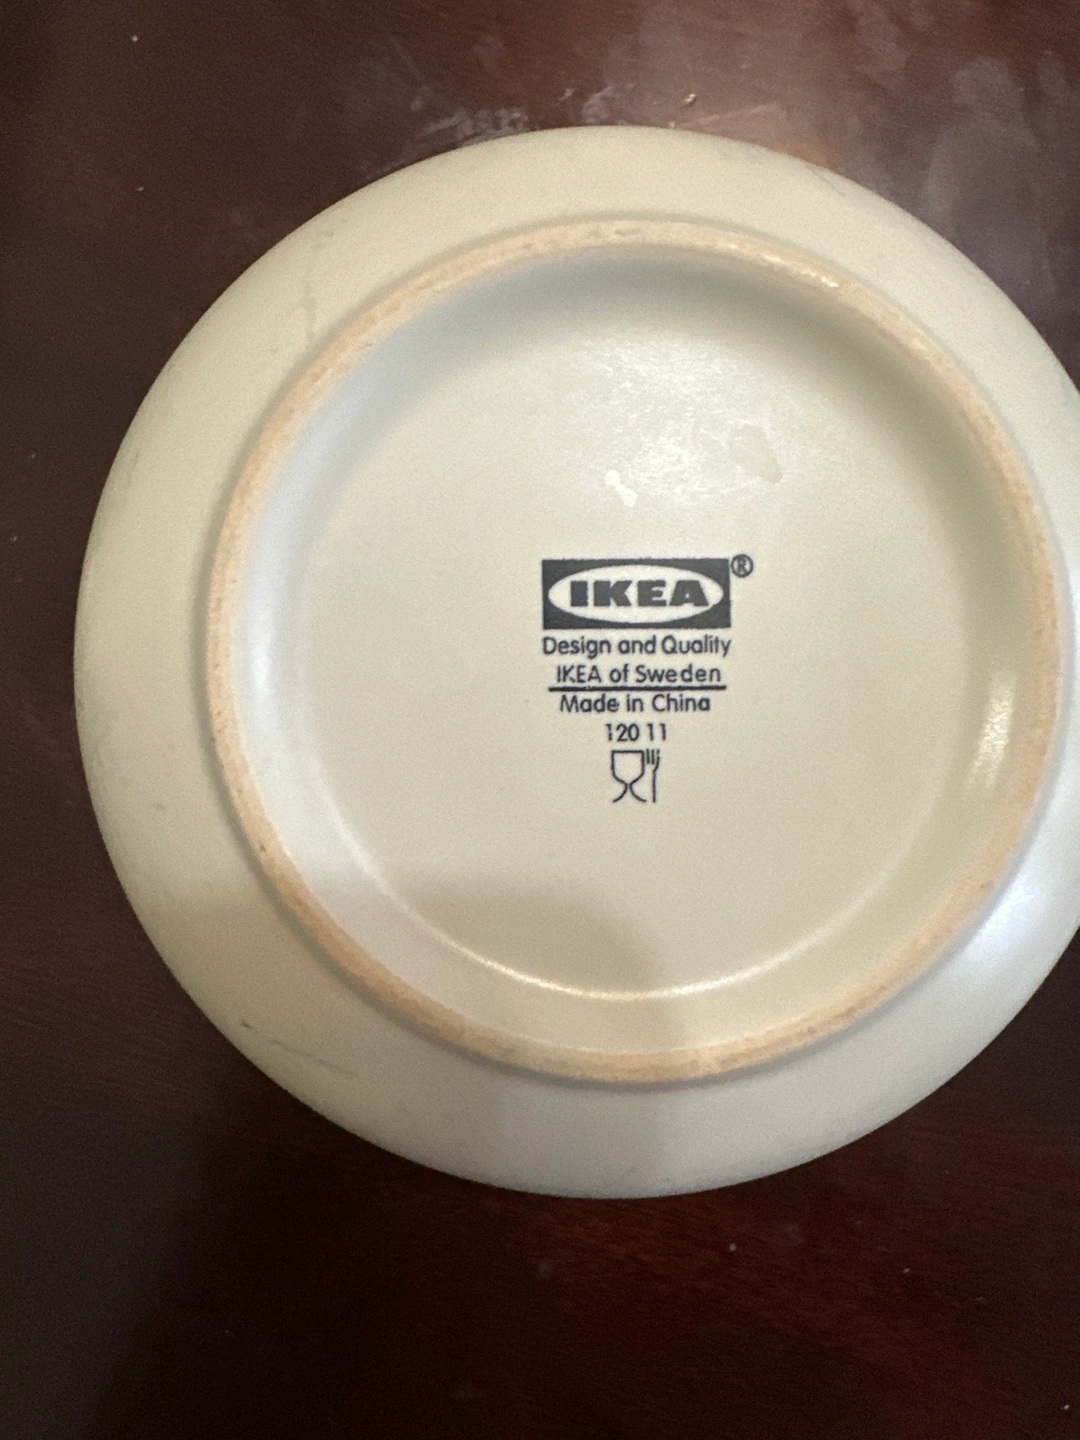 IKEA®
Design and Quality
IKEA of Sweden
Made in China
120 11